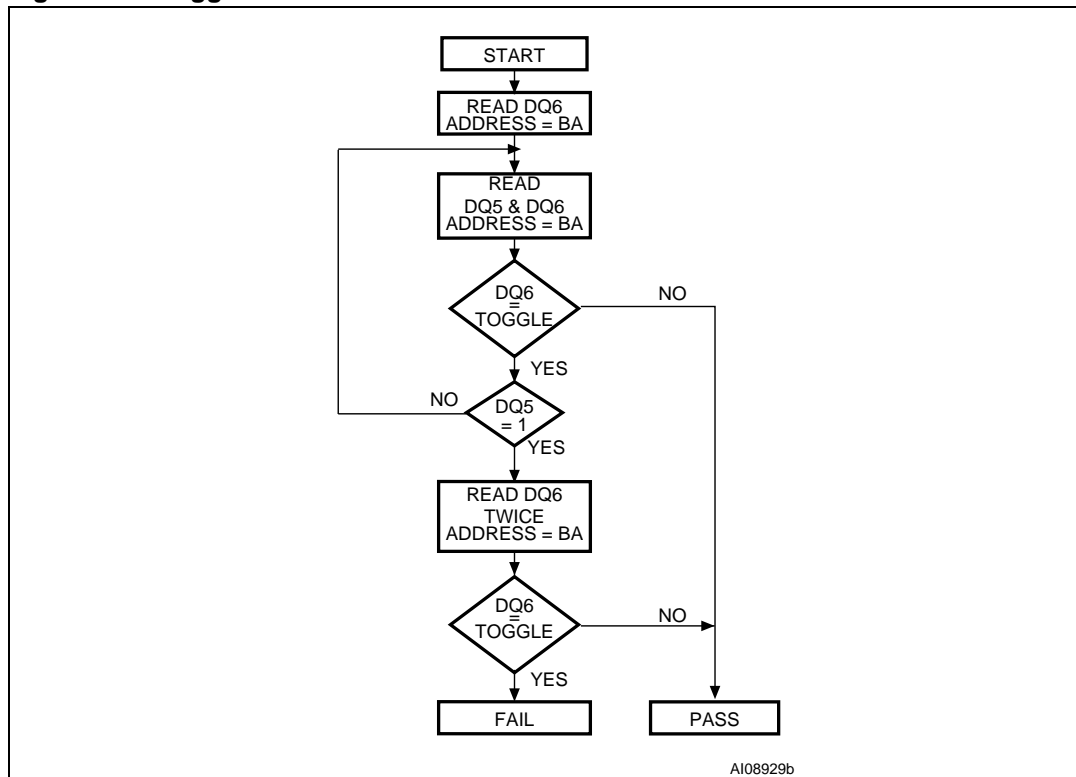 START
READ DQ6
ADDRESS = BA
READ
DQ5 & DQ6
ADDRESS = BA
DQ6
=
TOGGLE
NO
YES
NO
DQ5
= 1
YES
READ DQ6
TWICE
ADDRESS = BA
DQ6
=
TOGGLE
NO
YES
FAIL
PASS
AI08929b